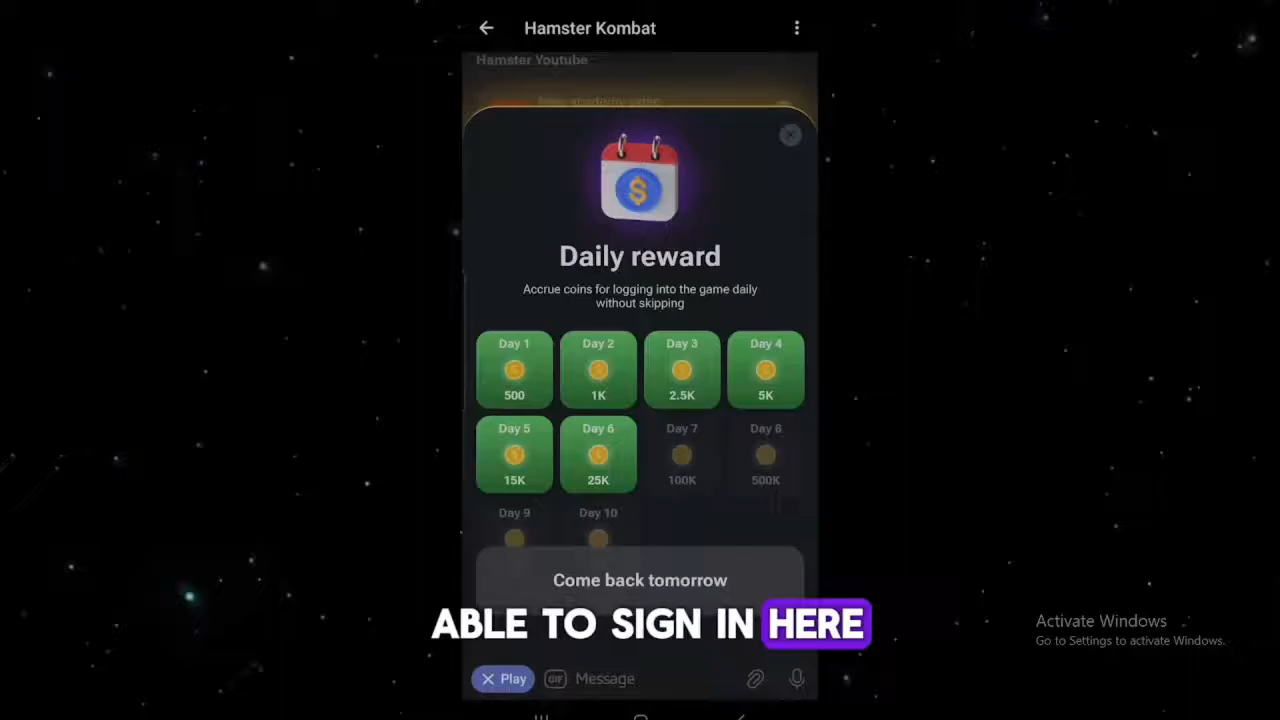 Hamster Kombat
Hamster Youtube
Daily reward
Accrue coins for logging into the game daily
without skipping
Day 1
Day 2
Day 3
Day 4
500
1K
2.5K
5K
Day 5
Day 6
Day 7
Day 8
15K
25K
100K
500K
Day 9
Day 10
Come back tomorrow
ABLE TO SIGN IN HERE
Activate Windows
Go to Settings to activate Windows.
Play
GIF
Message